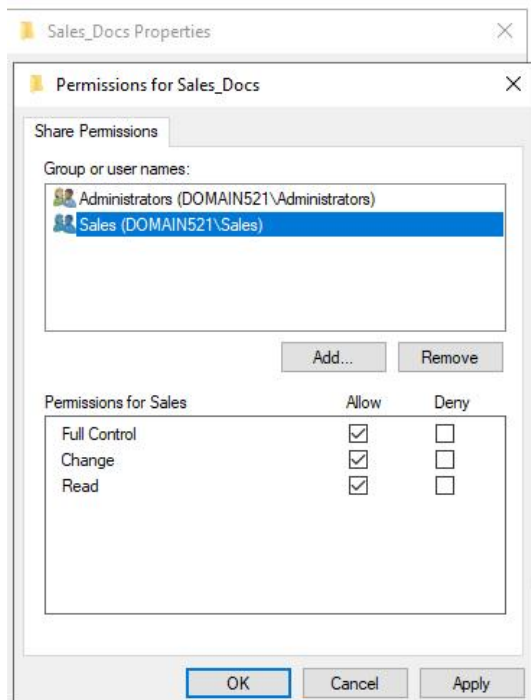 Sales_Docs Properties
Permissions for Sales_Docs
Share Permissions
Group or user names:
Administrators (DOMAIN521\Administrators)
Sales (DOMAIN521\Sales)
Add... Remove
Permissions for Sales Allow Deny
Full Control
Change
Read
OK Cancel Apply